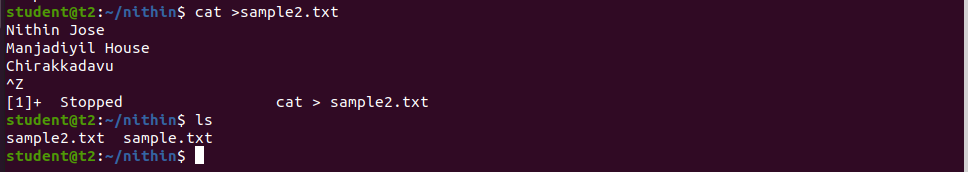 student@t2:~/nithin$ cat >sample2.txt
Nithin Jose
Manjadiyil House
Chirakkadavu
^Z
[1]+  Stopped                 cat > sample2.txt
student@t2:~/nithin$ ls
sample2.txt  sample.txt
student@t2:~/nithin$